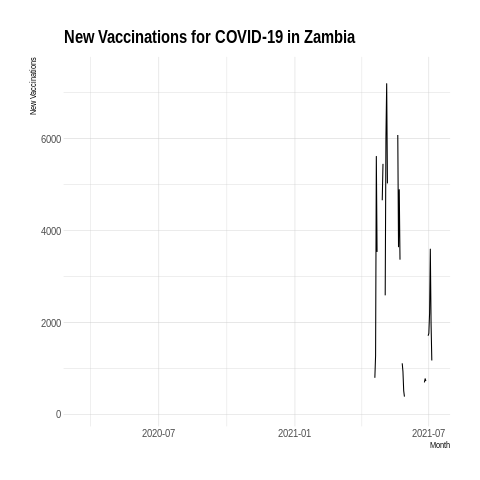 New Vaccinations for COVID-19 in Zambia
New Vaccinations
6000
4000
2000
0
2020-07
2021-01
2021-07
Month